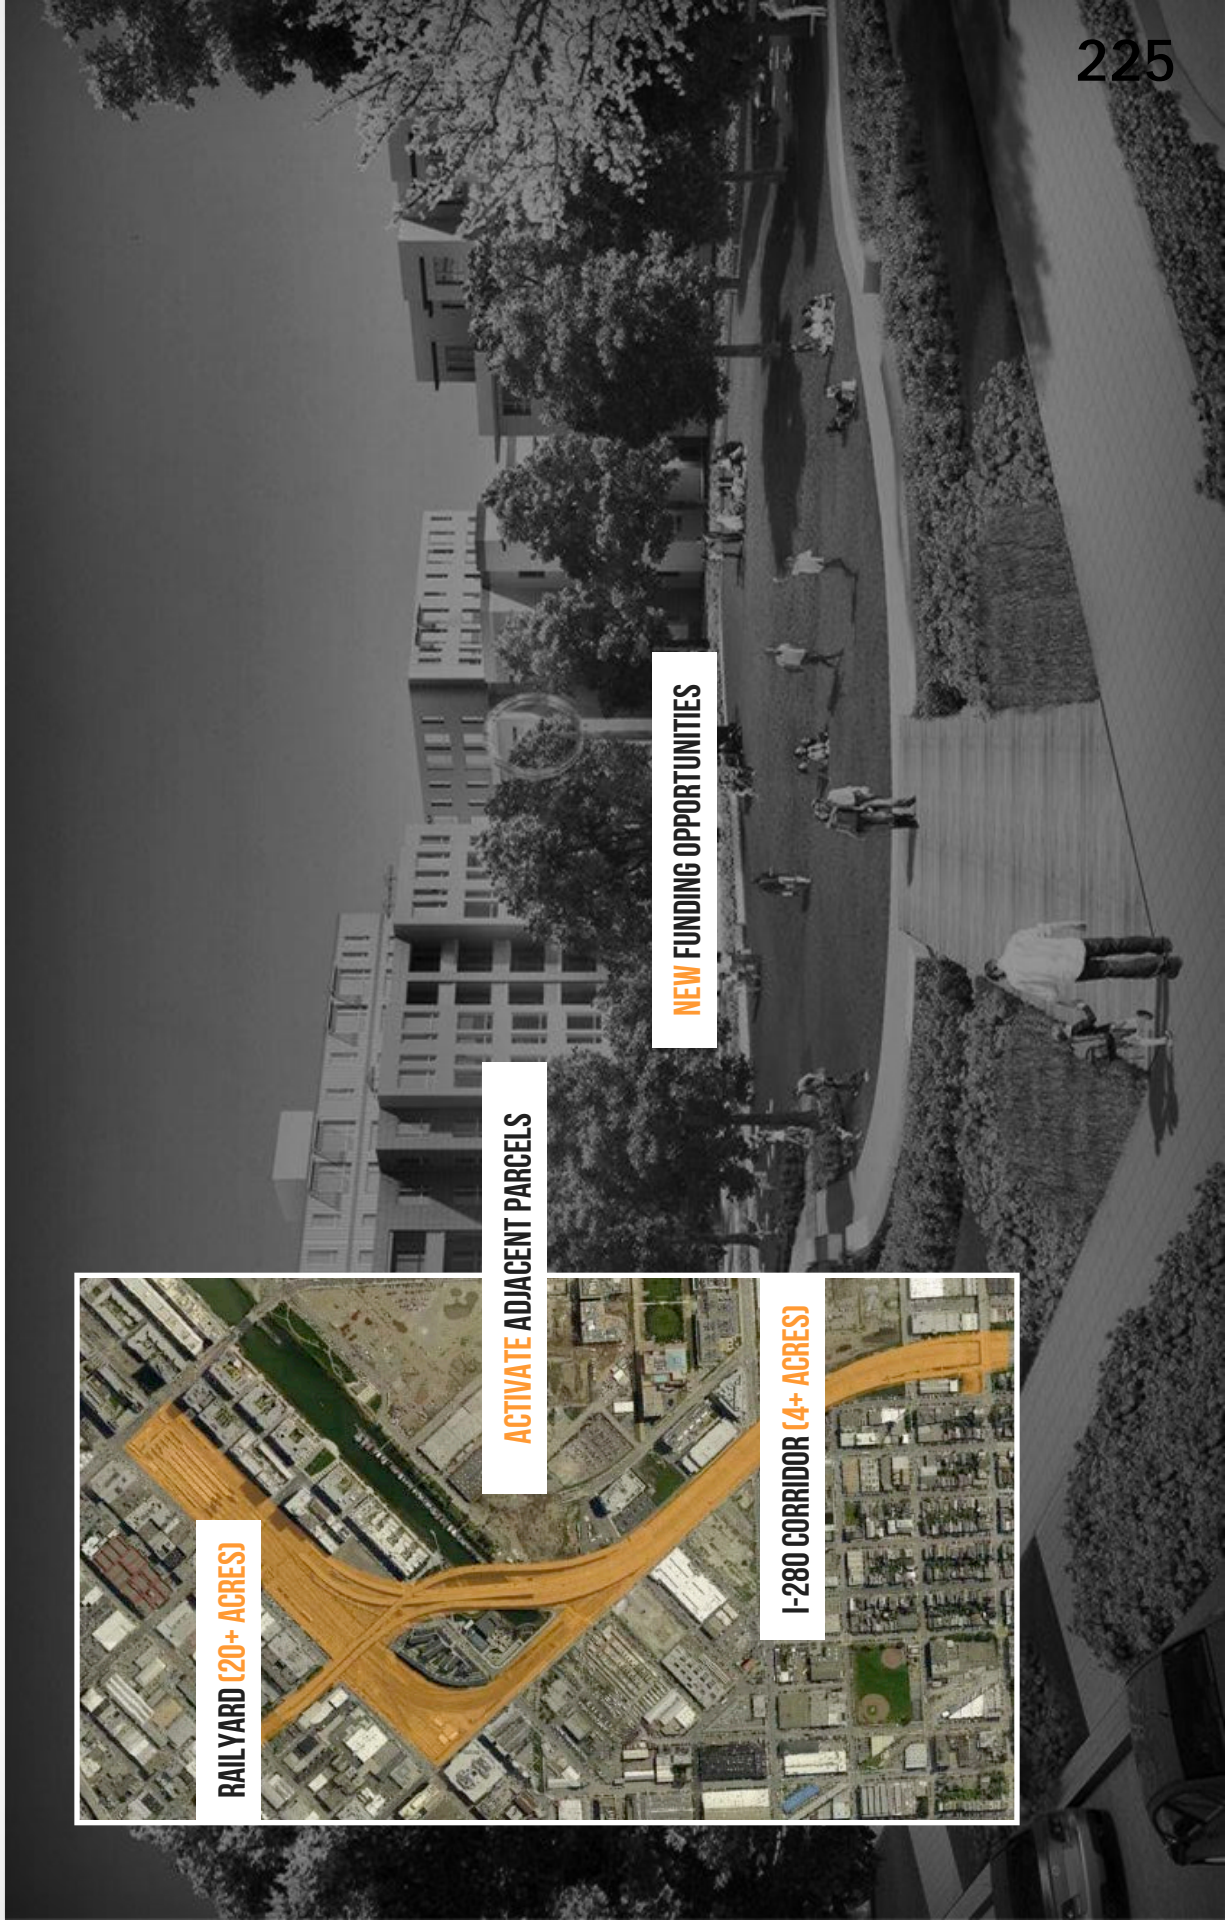 RAILYARD (20+ ACRES)
ACTIVATE ADJACENT PARCELS
NEW FUNDING OPPORTUNITIES
I-280 CORRIDOR (4+ ACRES)
225